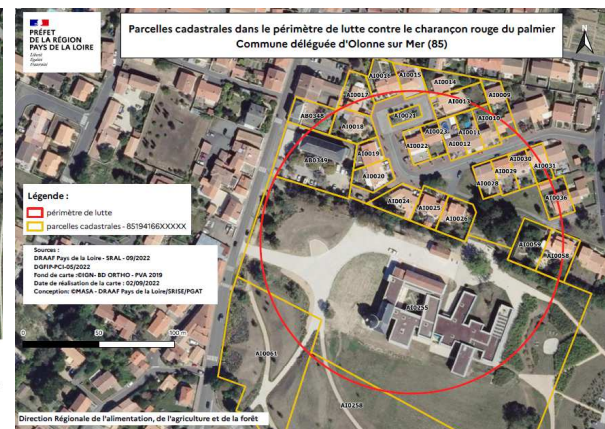 PRÉFET
DE LA RÉGION
PAYS DE LA LOIRE
Liberté
Égalité
Fraternité
Parcelles cadastrales dans le périmètre de lutte contre le charançon rouge du palmier
Commune déléguée d'Olonne sur Mer (85)
N
AI0016
AI0015
AI0014
AI0017
AI0013
AI0009
AB0348
AI0018
AI0021
AI0010
AI0023
AI0011
AI0022
AI0012
AB0349
AI0019
AI0020
AI0030
AI0031
AI0029
AI0028
AI0036
AI0024
AI0025
AI0026
AI0059
AI0058
Légende :
périmètre de lutte
parcelles cadastrales - 85194166XXXXX
Sources :
DRAAF Pays de la Loire - SRAL - 09/2022
DGFIP-PCI-05/2022
Fond de carte :©IGN- BD ORTHO - PVA 2019
Date de réalisation de la carte : 02/09/2022
Conception: ©MASA - DRAAF Pays de la Loire/SRISE/PGAT
0 50 100 m
AI0255
AI0061
AI0258
Direction Régionale de l'alimentation, de l'agriculture et de la forêt